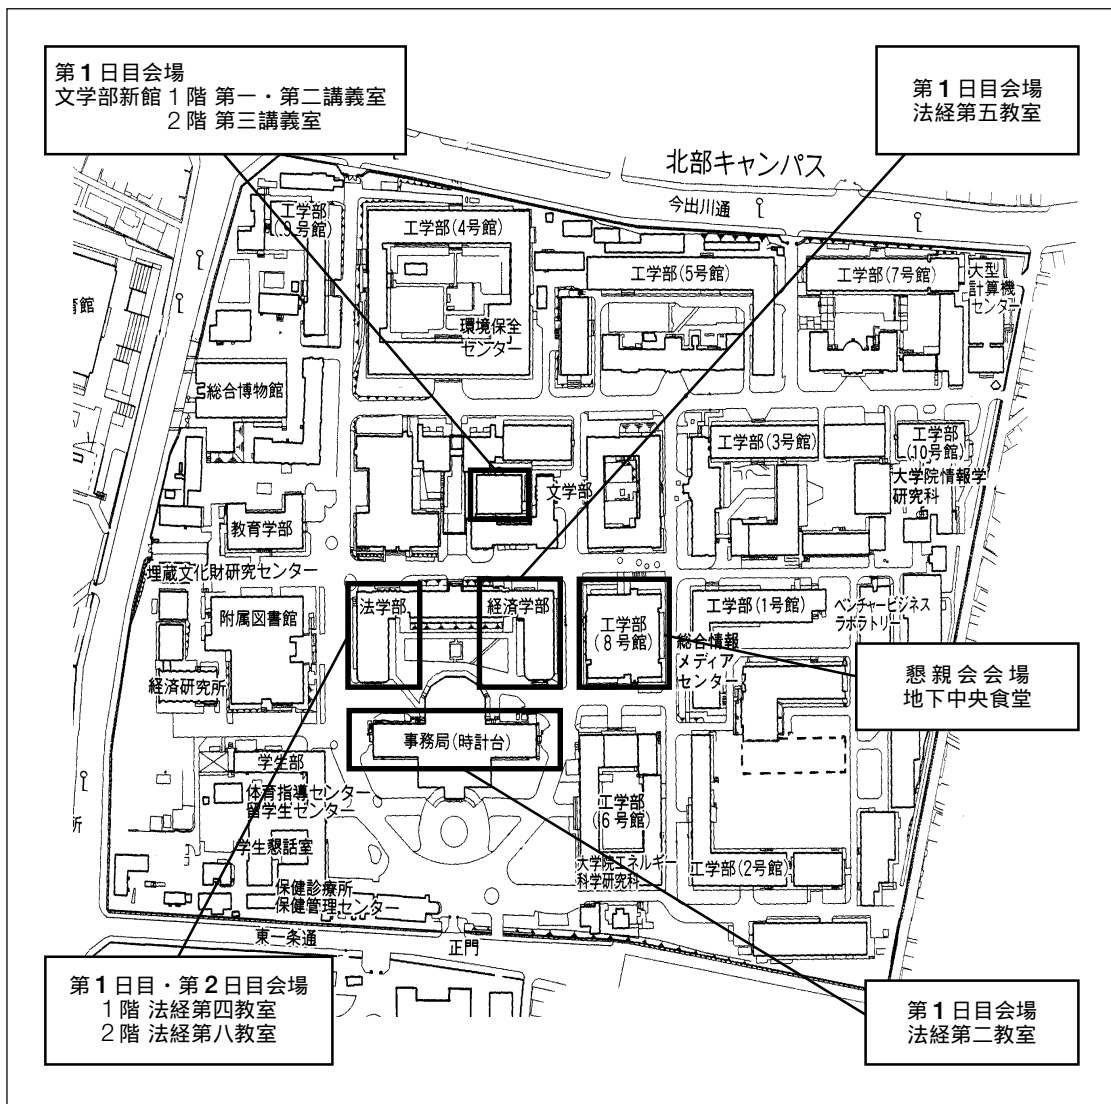 第1日目会場
文学部新館 1階 第一・第二講義室
2階 第三講義室
第1日目会場
法経第五教室
北部キャンパス
今出川通
工学部
(9号館)
工学部(4号館)
工学部(5号館)
工学部(7号館)
大型
計算機
センター
育館
環境保全
センター
総合博物館
工学部(3号館)
工学部
(10号館)
大学院情報学
研究科
文学部
教育学部
埋蔵文化財研究センター
法学部
経済学部
工学部
(8号館)
工学部(1号館)
ベンチャービジネス
ラボラトリー
附属図書館
総合情報
メディア
センター
経済研究所
懇親会会場
地下中央食堂
事務局(時計台)
学生部
体育指導センター
留学生センター
所
工学部
(6号館)
学生懇話室
大学院エネルギー
科学研究科
工学部(2号館)
保健診療所
保健管理センター
東一条通
正門
第1日目・第2日目会場
1階 法経第四教室
2階 法経第八教室
第1日目会場
法経第二教室